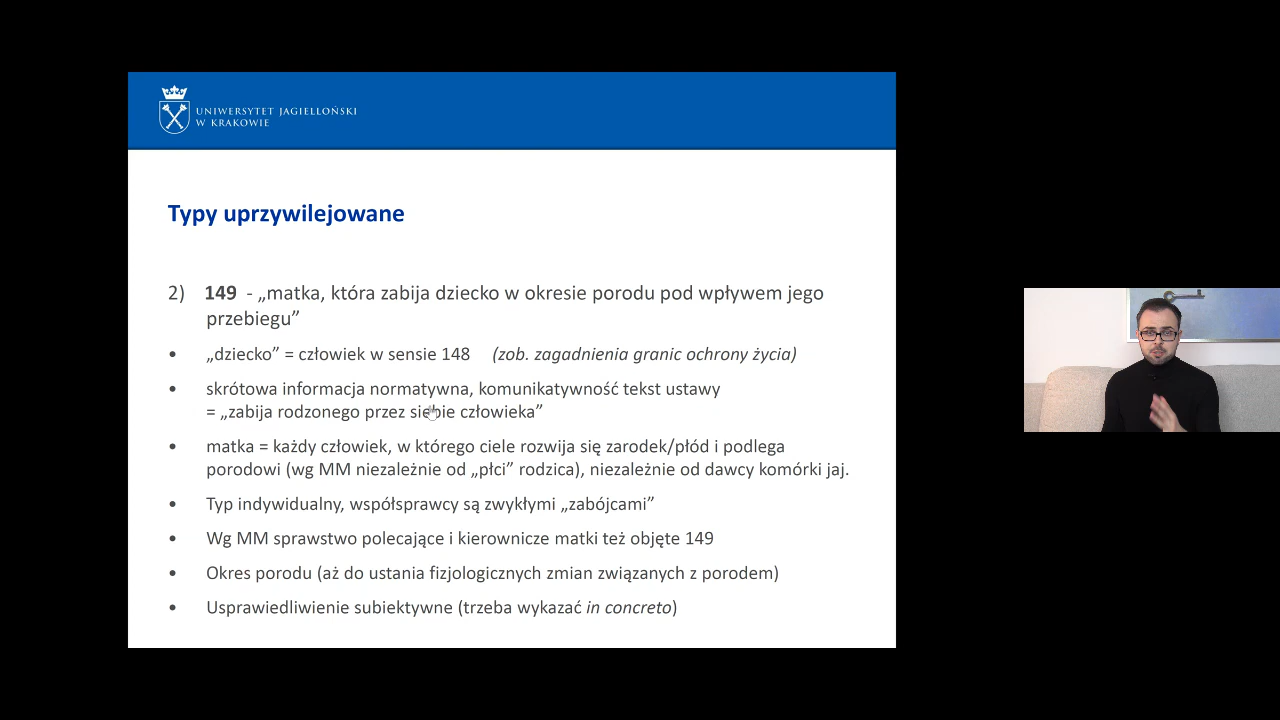 UNIWERSYTET JAGIELLOŃSKI
W KRAKOWIE
Typy uprzywilejowane
2) 149 - „matka, która zabija dziecko w okresie porodu pod wpływem jego
przebiegu”
• „dziecko” = człowiek w sensie 148 (zob. zagadnienia granic ochrony życia)
• skrótowa informacja normatywna, komunikatywność tekst ustawy
= „zabija rodzonego przez siebie człowieka”
• matka = każdy człowiek, w którego ciele rozwija się zarodek/płód i podlega
porodowi (wg MM niezależnie od „płci” rodzica), niezależnie od dawcy komórki jaj.
• Typ indywidualny, współsprawcy są zwykłymi „zabójcami”
• Wg MM sprawstwo polecające i kierownicze matki też objęte 149
• Okres porodu (aż do ustania fizjologicznych zmian związanych z porodem)
• Usprawiedliwienie subiektywne (trzeba wykazać in concreto)